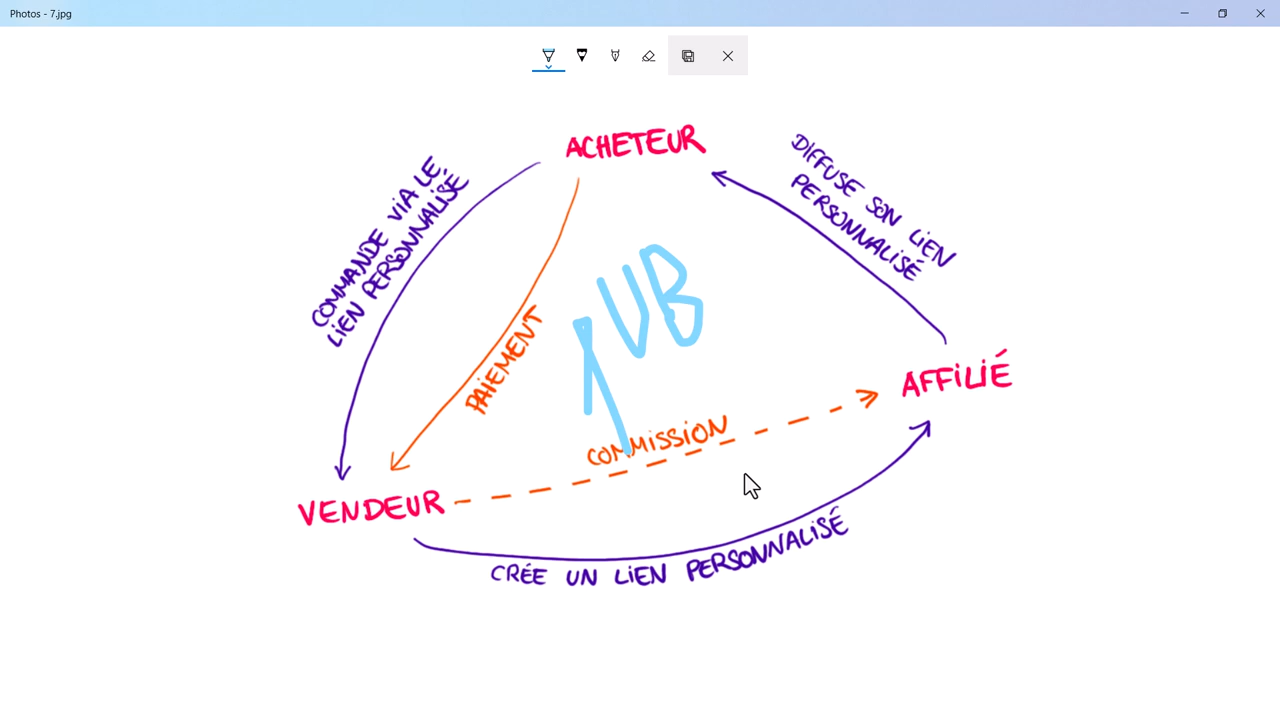 Photos - 7.jpg
ACHETEUR
DIFFUSE SON LIEN
PERSONNALISÉ
COMMANDE VIA LE
LIEN PERSONNALISÉ
PAIEMENT
AFFILIÉ
COMMISSION
VENDEUR
CRÉE UN LIEN PERSONNALISÉ